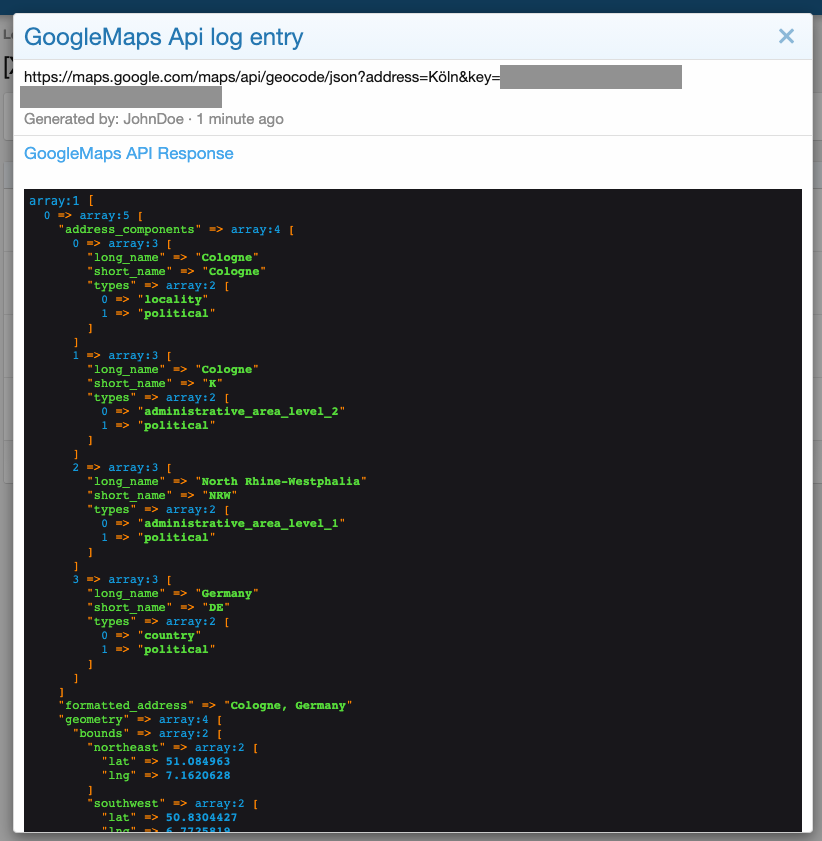 GoogleMaps Api log entry ×
https://maps.google.com/maps/api/geocode/json?address=Köln&key=
Generated by: JohnDoe · 1 minute ago
GoogleMaps API Response
array:1 [
0 => array:5 [
"address_components" => array:4 [
0 => array:3 [
"long_name" => "Cologne"
"short_name" => "Cologne"
"types" => array:2 [
0 => "locality"
1 => "political"
]
]
1 => array:3 [
"long_name" => "Cologne"
"short_name" => "K"
"types" => array:2 [
0 => "administrative_area_level_2"
1 => "political"
]
]
2 => array:3 [
"long_name" => "North Rhine-Westphalia"
"short_name" => "NRW"
"types" => array:2 [
0 => "administrative_area_level_1"
1 => "political"
]
]
3 => array:3 [
"long_name" => "Germany"
"short_name" => "DE"
"types" => array:2 [
0 => "country"
1 => "political"
]
]
]
"formatted_address" => "Cologne, Germany"
"geometry" => array:4 [
"bounds" => array:2 [
"northeast" => array:2 [
"lat" => 51.084963
"lng" => 7.1620628
]
"southwest" => array:2 [
"lat" => 50.8304427
"lng" => 6.7725819